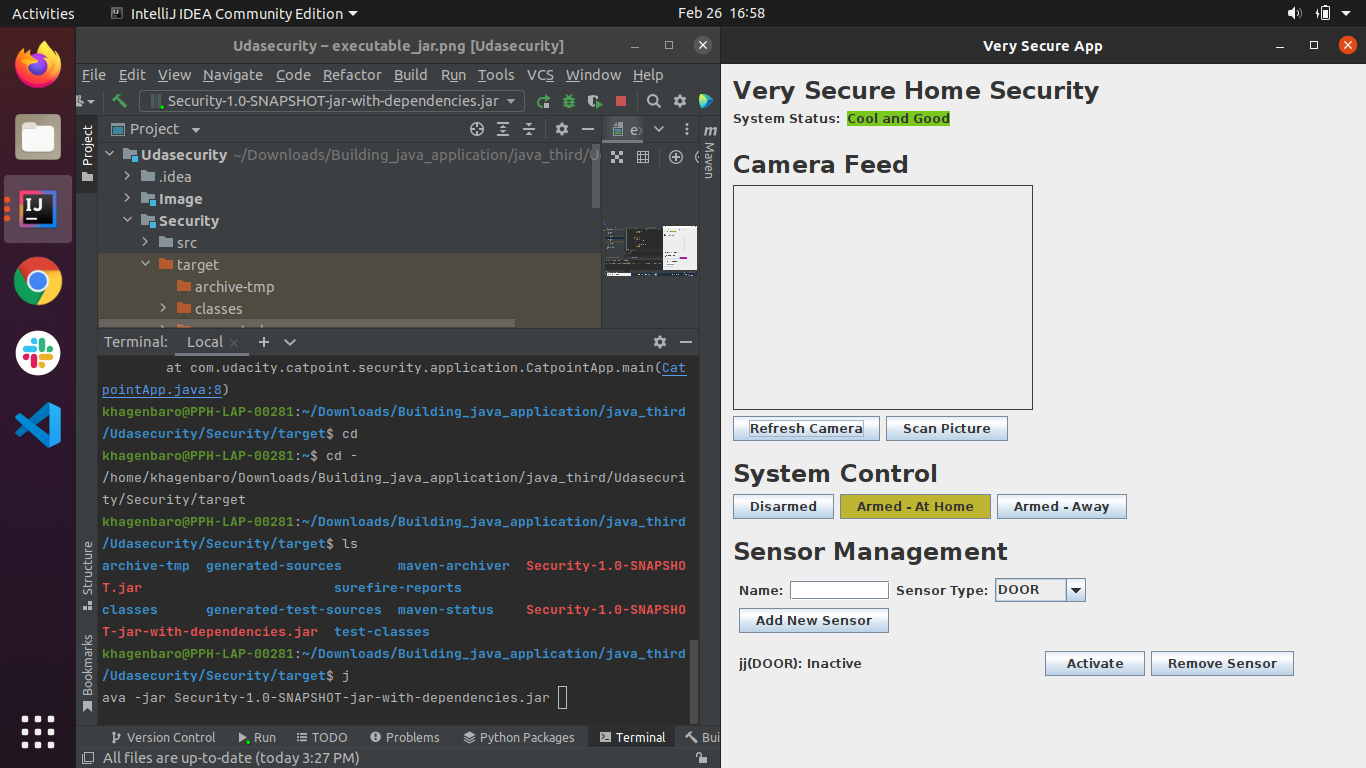 Activities
IntelliJ IDEA Community Edition
Feb 26 16:58
Udasecurity – executable_jar.png [Udasecurity]
File Edit View Navigate Code Refactor Build Run Tools VCS Window Help
Security-1.0-SNAPSHOT-jar-with-dependencies.jar
Project
Project
Maven
Udasecurity ~/Downloads/Building_java_application/java_third/U
.idea
Image
Security
src
target
archive-tmp
classes
Terminal: Local
at com.udacity.catpoint.security.application.CatpointApp.main(Cat
pointApp.java:8)
khagenbaro@PPH-LAP-00281:~/Downloads/Building_java_application/java_third
/Udasecurity/Security/target$ cd
khagenbaro@PPH-LAP-00281:~$ cd -
/home/khagenbaro/Downloads/Building_java_application/java_third/Udasecuri
ty/Security/target
khagenbaro@PPH-LAP-00281:~/Downloads/Building_java_application/java_third
/Udasecurity/Security/target$ ls
archive-tmp generated-sources maven-archiver Security-1.0-SNAPSHO
T.jar surefire-reports
classes generated-test-sources maven-status Security-1.0-SNAPSHO
T-jar-with-dependencies.jar test-classes
khagenbaro@PPH-LAP-00281:~/Downloads/Building_java_application/java_third
/Udasecurity/Security/target$ j
ava -jar Security-1.0-SNAPSHOT-jar-with-dependencies.jar
Structure
Bookmarks
Version Control Run TODO Problems Python Packages Terminal Bui
All files are up-to-date (today 3:27 PM)
Very Secure App
Very Secure Home Security
System Status: Cool and Good
Camera Feed
Refresh Camera Scan Picture
System Control
Disarmed Armed - At Home Armed - Away
Sensor Management
Name: Sensor Type: DOOR
Add New Sensor
jj(DOOR): Inactive Activate Remove Sensor